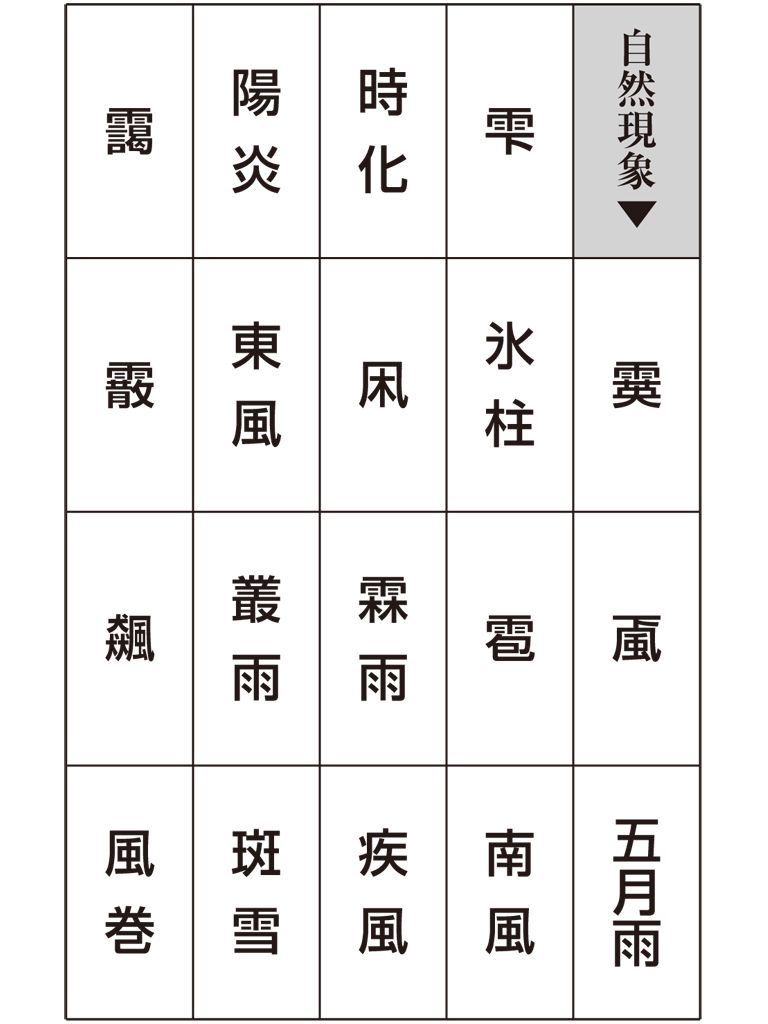 自然現象▼
霙
颪
五月雨
雫
氷柱
雹
南風
時化
凩
霖雨
疾風
陽炎
東風
叢雨
斑雪
靄
霰
飆
風巻